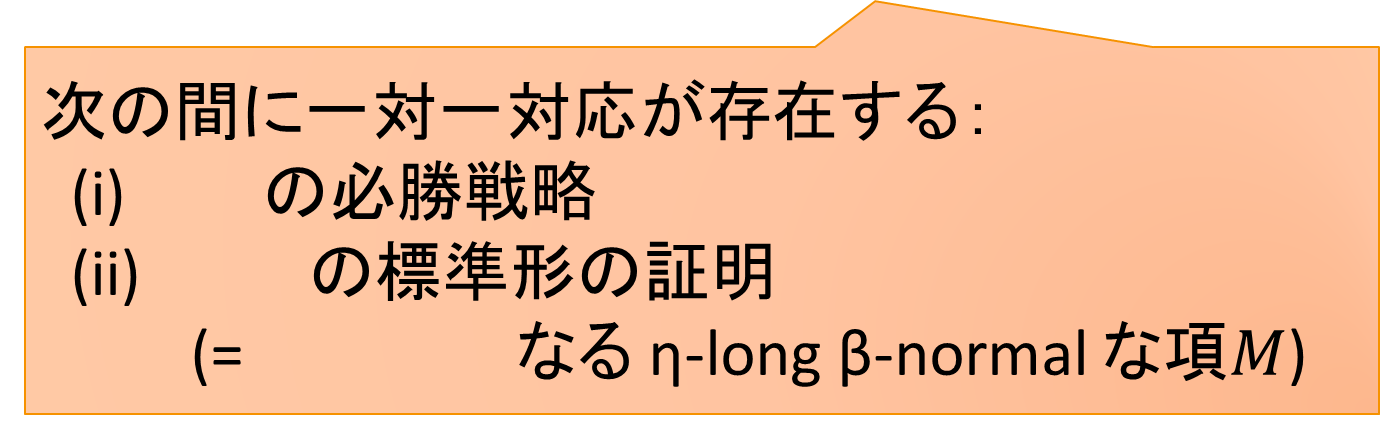 次の間に一対一対応が存在する：
(i) の必勝戦略
(ii) の標準形の証明
(= なる η-long β-normal な項M)